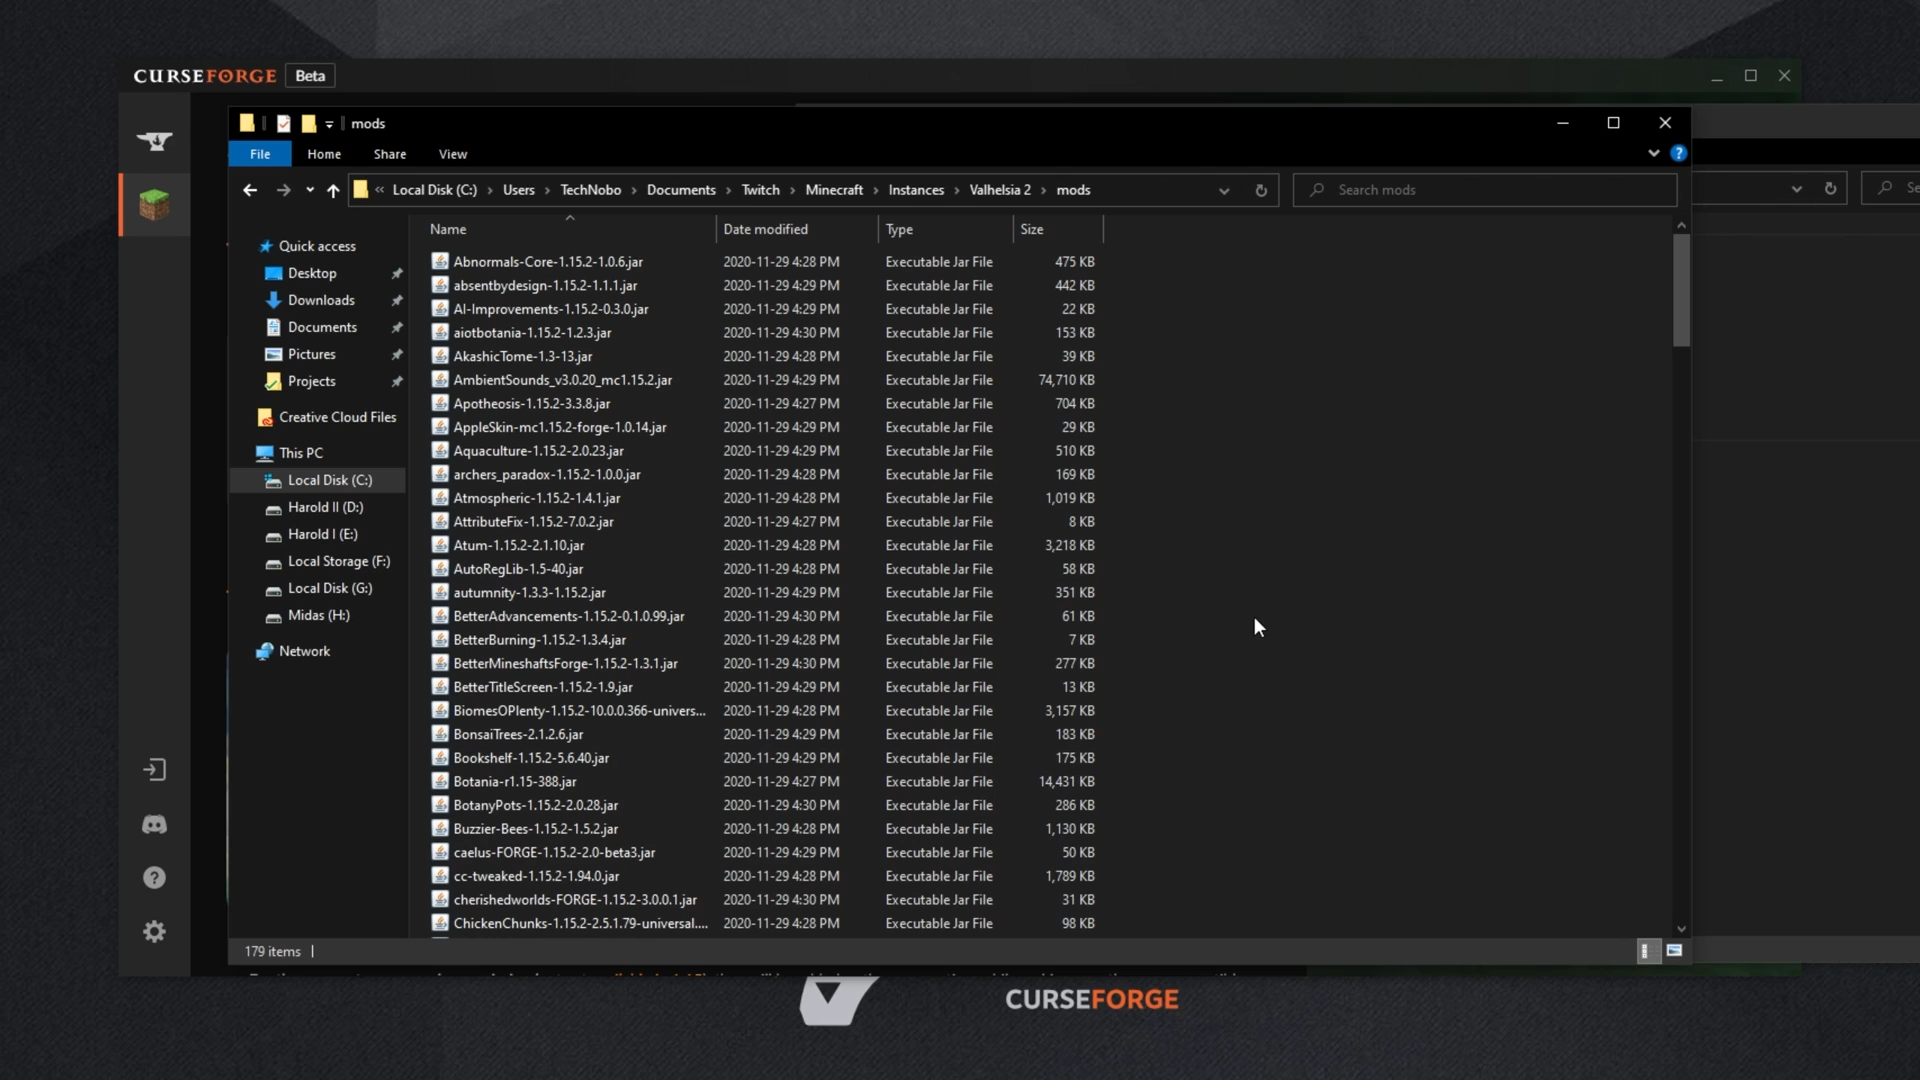 CURSEFORGE Beta
mods
File Home Share View
« Local Disk (C:) › Users › TechNobo › Documents › Twitch › Minecraft › Instances › Valhelsia 2 › mods
Search mods
Name Date modified Type Size
Quick access
Desktop
Downloads
Documents
Pictures
Projects
Creative Cloud Files
This PC
Local Disk (C:)
Harold II (D:)
Harold I (E:)
Local Storage (F:)
Local Disk (G:)
Midas (H:)
Network
Abnormals-Core-1.15.2-1.0.6.jar 2020-11-29 4:28 PM Executable Jar File 475 KB
absentbydesign-1.15.2-1.1.1.jar 2020-11-29 4:29 PM Executable Jar File 442 KB
AI-Improvements-1.15.2-0.3.0.jar 2020-11-29 4:29 PM Executable Jar File 22 KB
aiotbotania-1.15.2-1.2.3.jar 2020-11-29 4:30 PM Executable Jar File 153 KB
AkashicTome-1.3-13.jar 2020-11-29 4:28 PM Executable Jar File 39 KB
AmbientSounds_v3.0.20_mc1.15.2.jar 2020-11-29 4:29 PM Executable Jar File 74,710 KB
Apotheosis-1.15.2-3.3.8.jar 2020-11-29 4:27 PM Executable Jar File 704 KB
AppleSkin-mc1.15.2-forge-1.0.14.jar 2020-11-29 4:29 PM Executable Jar File 29 KB
Aquaculture-1.15.2-2.0.23.jar 2020-11-29 4:29 PM Executable Jar File 510 KB
archers_paradox-1.15.2-1.0.0.jar 2020-11-29 4:28 PM Executable Jar File 169 KB
Atmospheric-1.15.2-1.4.1.jar 2020-11-29 4:28 PM Executable Jar File 1,019 KB
AttributeFix-1.15.2-7.0.2.jar 2020-11-29 4:27 PM Executable Jar File 8 KB
Atum-1.15.2-2.1.10.jar 2020-11-29 4:28 PM Executable Jar File 3,218 KB
AutoRegLib-1.5-40.jar 2020-11-29 4:28 PM Executable Jar File 58 KB
autumnity-1.3.3-1.15.2.jar 2020-11-29 4:29 PM Executable Jar File 351 KB
BetterAdvancements-1.15.2-0.1.0.99.jar 2020-11-29 4:30 PM Executable Jar File 61 KB
BetterBurning-1.15.2-1.3.4.jar 2020-11-29 4:28 PM Executable Jar File 7 KB
BetterMineshaftsForge-1.15.2-1.3.1.jar 2020-11-29 4:30 PM Executable Jar File 277 KB
BetterTitleScreen-1.15.2-1.9.jar 2020-11-29 4:29 PM Executable Jar File 13 KB
BiomesOPlenty-1.15.2-10.0.0.366-univers... 2020-11-29 4:28 PM Executable Jar File 3,157 KB
BonsaiTrees-2.1.2.6.jar 2020-11-29 4:29 PM Executable Jar File 183 KB
Bookshelf-1.15.2-5.6.40.jar 2020-11-29 4:29 PM Executable Jar File 175 KB
Botania-r1.15-388.jar 2020-11-29 4:27 PM Executable Jar File 14,431 KB
BotanyPots-1.15.2-2.0.28.jar 2020-11-29 4:30 PM Executable Jar File 286 KB
Buzzier-Bees-1.15.2-1.5.2.jar 2020-11-29 4:28 PM Executable Jar File 1,130 KB
caelus-FORGE-1.15.2-2.0-beta3.jar 2020-11-29 4:29 PM Executable Jar File 50 KB
cc-tweaked-1.15.2-1.94.0.jar 2020-11-29 4:28 PM Executable Jar File 1,789 KB
cherishedworlds-FORGE-1.15.2-3.0.0.1.jar 2020-11-29 4:30 PM Executable Jar File 31 KB
ChickenChunks-1.15.2-2.5.1.79-universal.... 2020-11-29 4:28 PM Executable Jar File 98 KB
179 items
CURSEFORGE